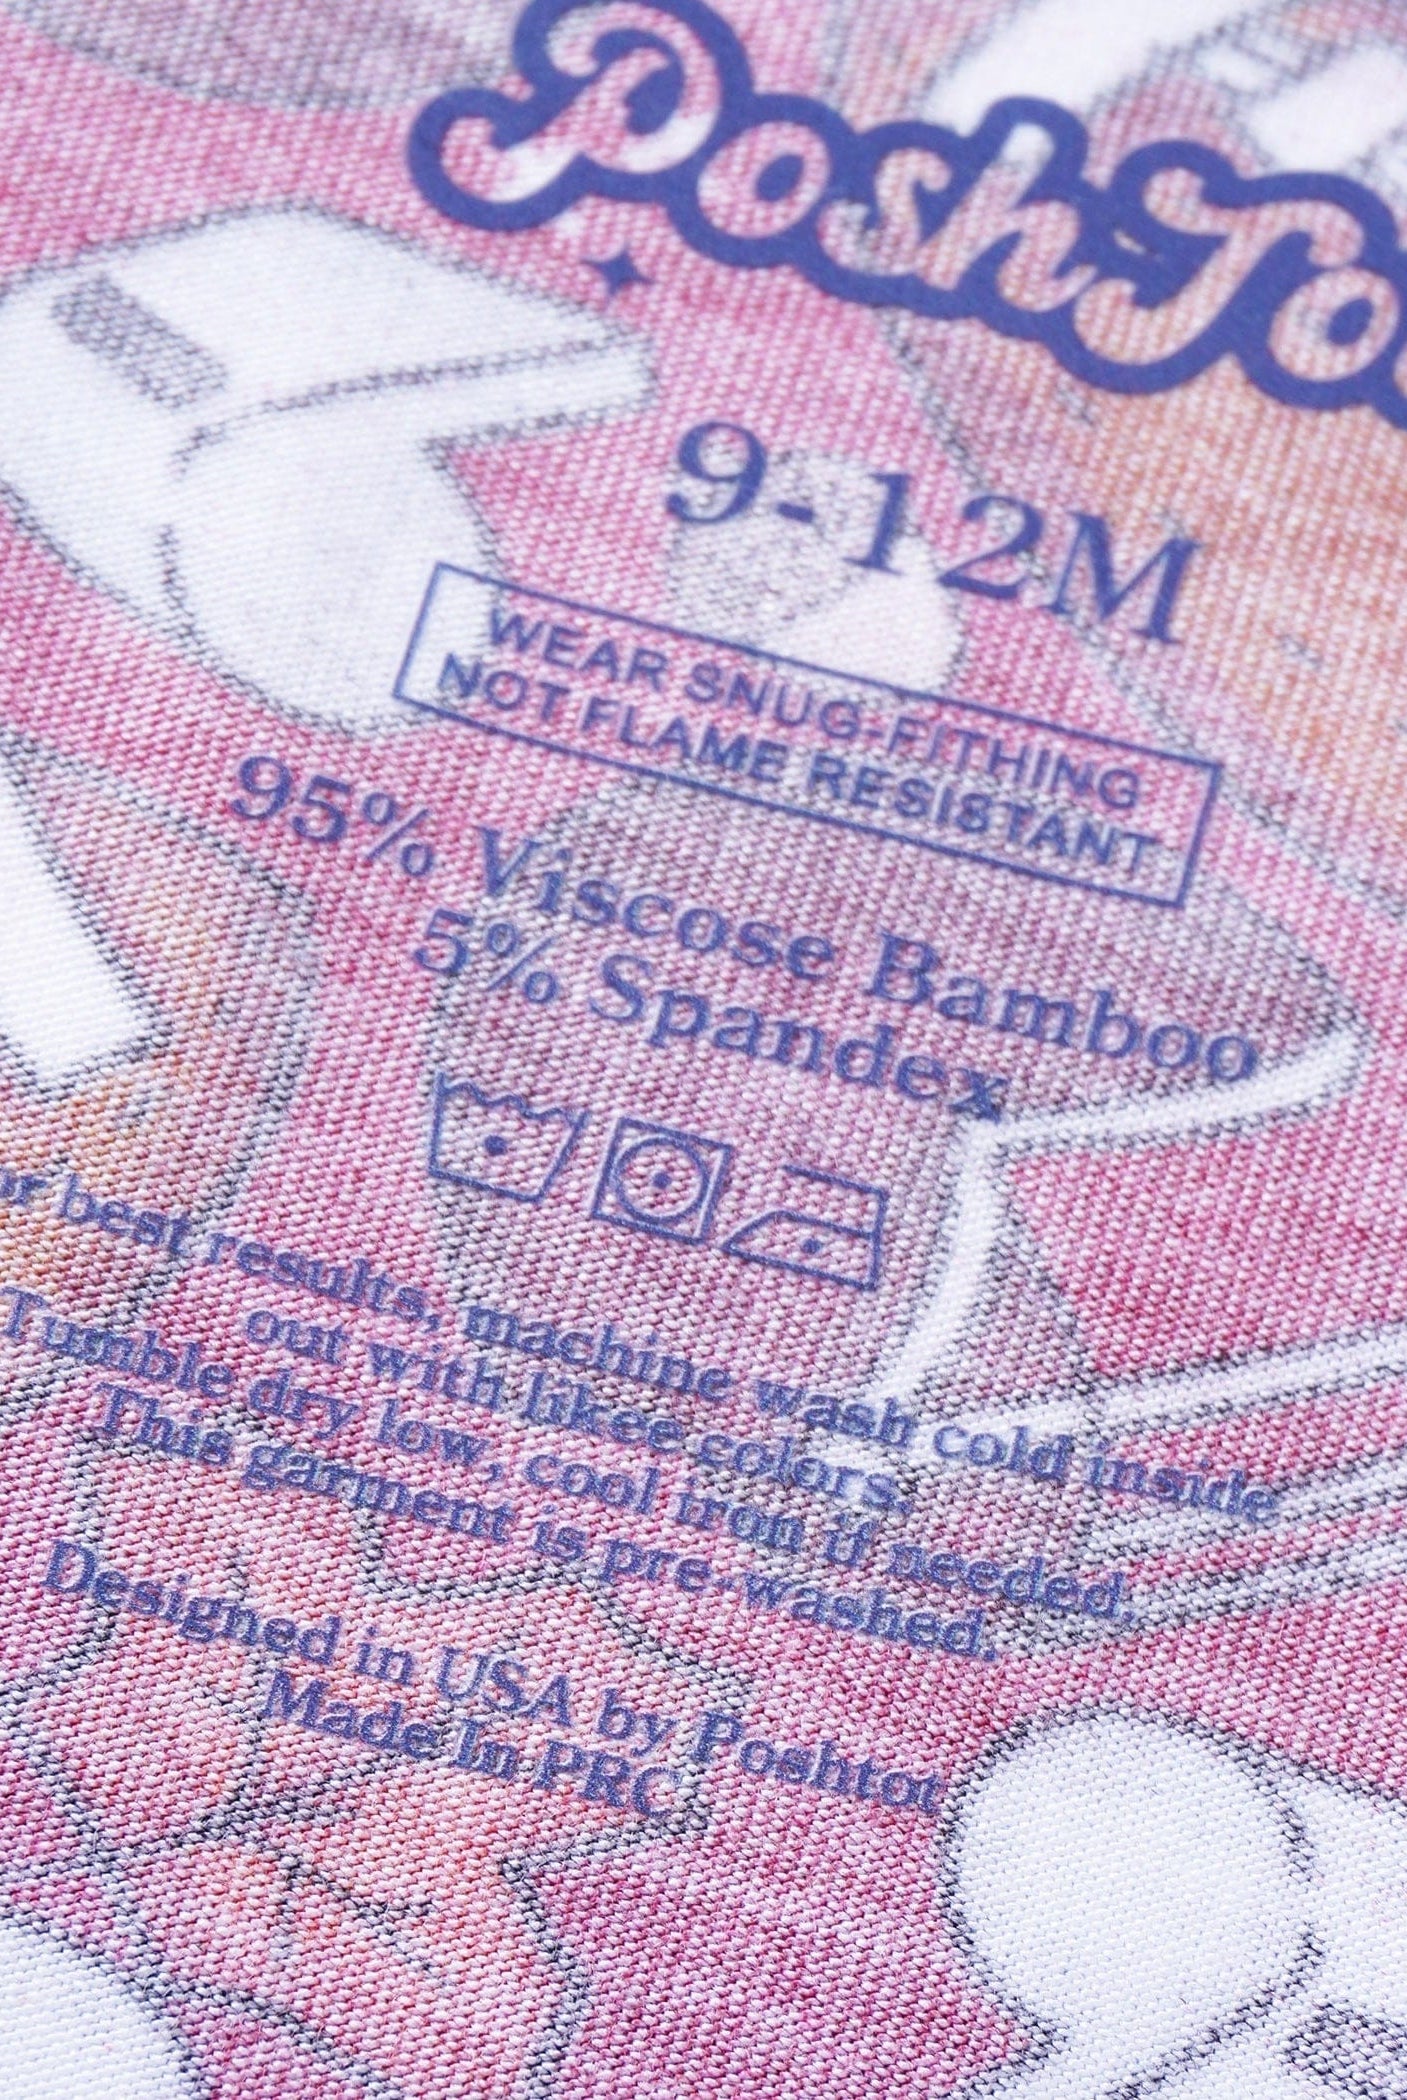 PoshTo
9-12M
WEAR SNUG-FITHING
NOT FLAME RESISTANT
95% Viscose Bamboo
5% Spandex
or best results, machine wash cold inside
out with likee colors.
Tumble dry low, cool iron if needed.
This garment is pre-washed.
Designed in USA by Poshtot
Made In PRC